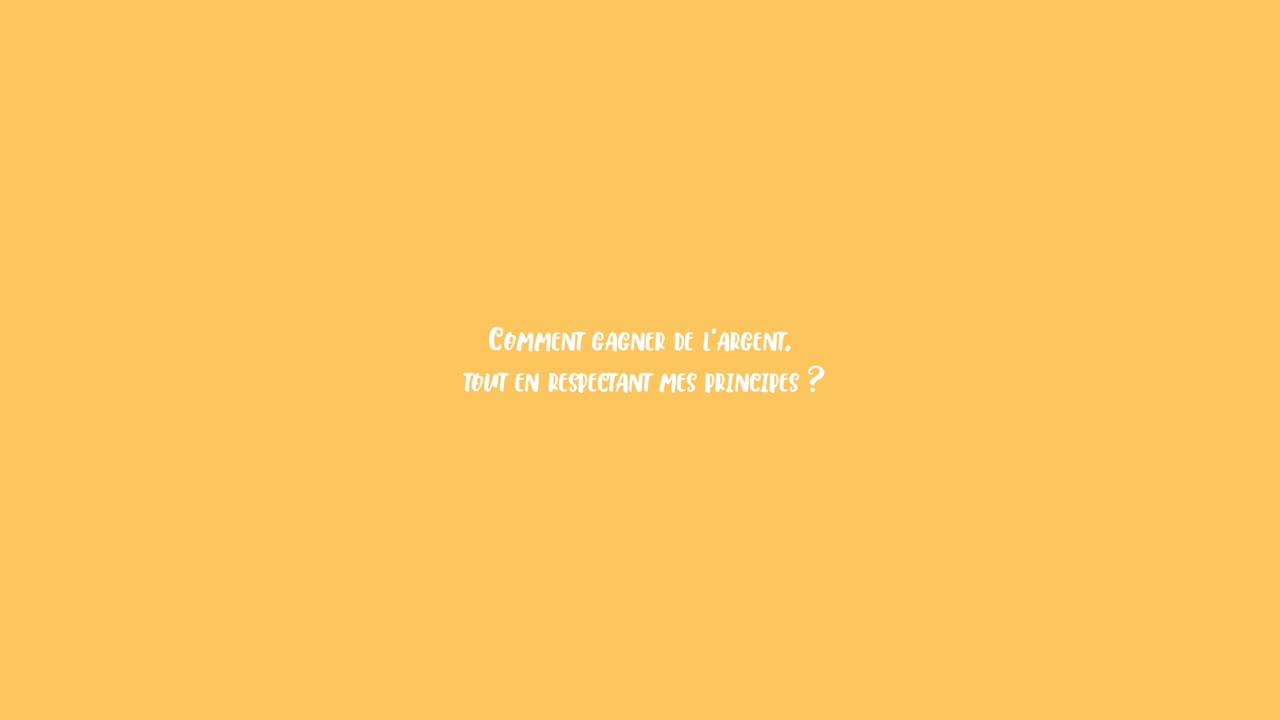 Comment gagner de l'argent,
tout en respectant mes principes ?